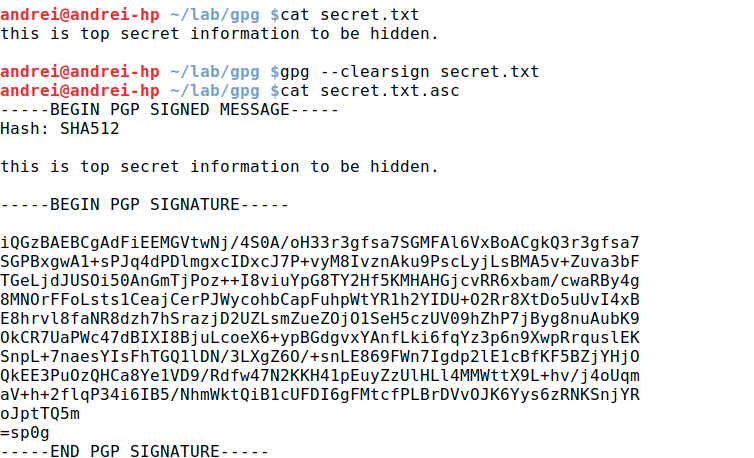 andrei@andrei-hp ~/lab/gpg $cat secret.txt
this is top secret information to be hidden.
andrei@andrei-hp ~/lab/gpg $gpg --clearsign secret.txt
andrei@andrei-hp ~/lab/gpg $cat secret.txt.asc
-----BEGIN PGP SIGNED MESSAGE-----
Hash: SHA512
this is top secret information to be hidden.
-----BEGIN PGP SIGNATURE-----
iQGzBAEBCgAdFiEEMGVtwNj/4S0A/oH33r3gfsa7SGMFAl6VxBoACgkQ3r3gfsa7
SGPBxgwA1+sPJq4dPDlmgxcIDxcJ7P+vyM8IvznAku9PscLyjLsBMA5v+Zuva3bF
TGeLjdJUSOi50AnGmTjPoz++I8viuYpG8TY2Hf5KMHAHGjcvRR6xbam/cwaRBy4g
8MNOrFFoLsts1CeajCerPJWycohbCapFuhpWtYR1h2YIDU+O2Rr8XtDo5uUvI4xB
E8hrvl8faNR8dzh7hSrazjD2UZLsmZueZOjO1SeH5czUV09hZhP7jByg8nuAubK9
OkCR7UaPWc47dBIXI8BjuLcoeX6+ypBGdgvxYAnfLki6fqYz3p6n9XwpRrquslEK
SnpL+7naesYIsFhTGQ1lDN/3LXgZ6O/+snLE869FWn7Igdp2lE1cBfKF5BZjYHjO
QkEE3PuOzQHCa8Ye1VD9/Rdfw47N2KKH41pEuyZzUlHLl4MMWttX9L+hv/j4oUqm
aV+h+2flqP34i6IB5/NhmWktQiB1cUFDI6gFMtcfPLBrDVvOJK6Yys6zRNKSnjYR
oJptTQ5m
=sp0g
-----END PGP SIGNATURE-----